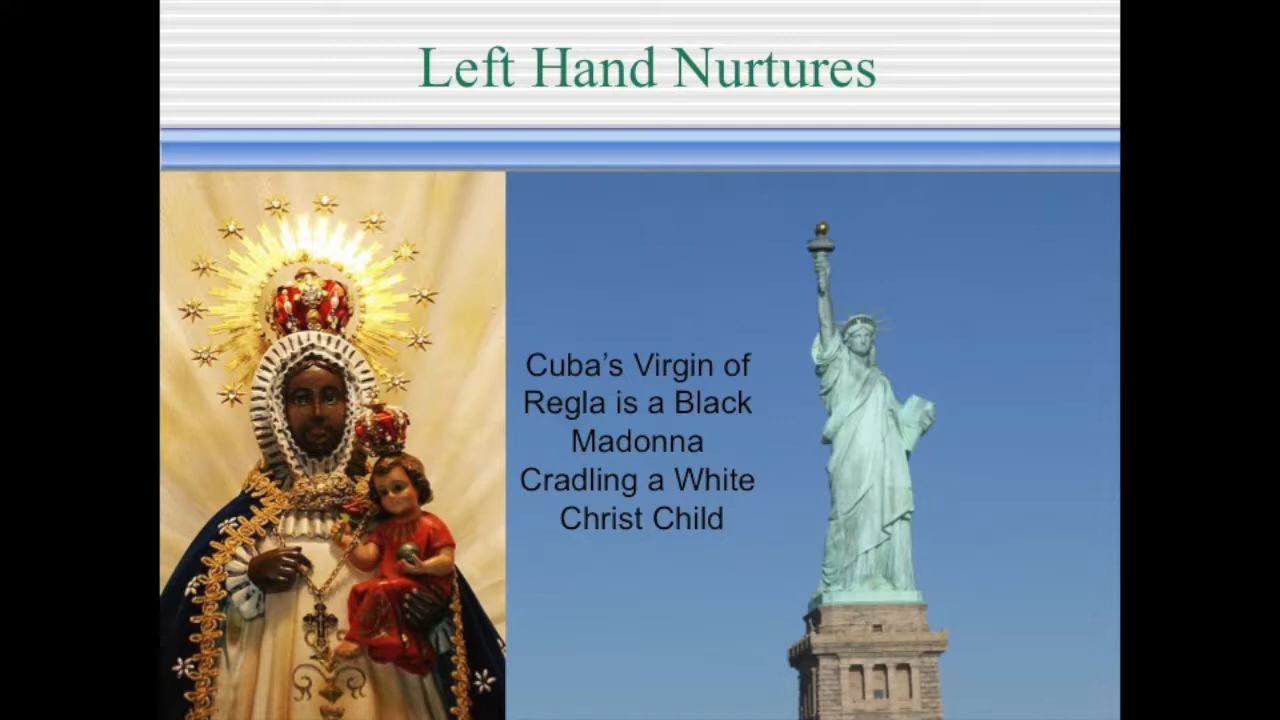 Left Hand Nurtures
Cuba’s Virgin of
Regla is a Black
Madonna
Cradling a White
Christ Child